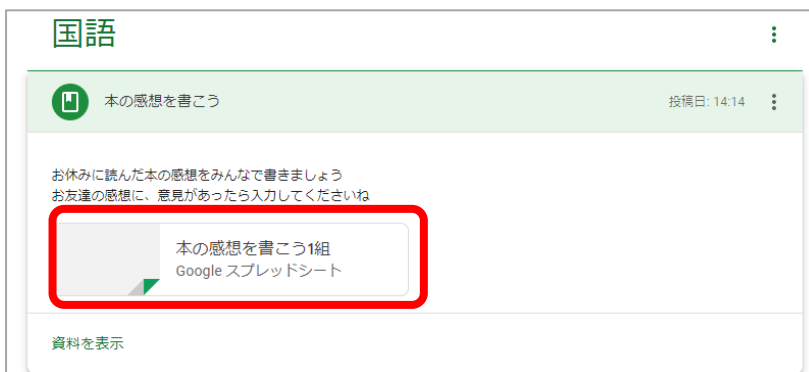 国語
本の感想を書こう
投稿日: 14:14
お休みに読んだ本の感想をみんなで書きましょう
お友達の感想に、意見があったら入力してくださいね
本の感想を書こう1組
Google スプレッドシート
資料を表示